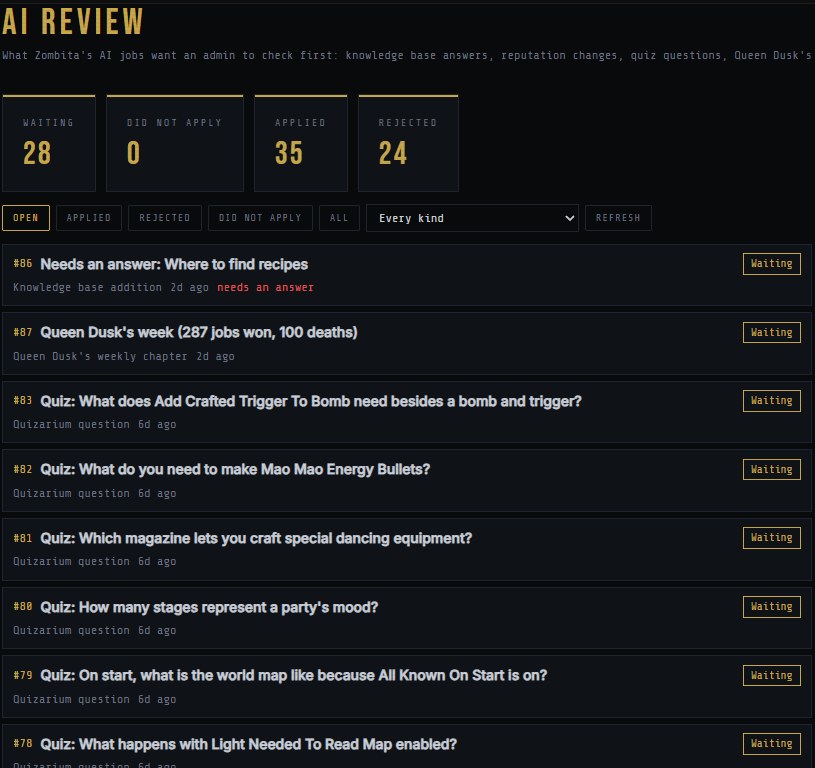 AI REVIEW
What Zombita's AI jobs want an admin to check first: knowledge base answers, reputation changes, quiz questions, Queen Dusk's
WAITING
28
DID NOT APPLY
0
APPLIED
35
REJECTED
24
OPEN APPLIED REJECTED DID NOT APPLY ALL Every kind REFRESH
#86 Needs an answer: Where to find recipes Waiting
Knowledge base addition 2d ago needs an answer
#87 Queen Dusk's week (287 jobs won, 100 deaths) Waiting
Queen Dusk's weekly chapter 2d ago
#83 Quiz: What does Add Crafted Trigger To Bomb need besides a bomb and trigger? Waiting
Quizarium question 6d ago
#82 Quiz: What do you need to make Mao Mao Energy Bullets? Waiting
Quizarium question 6d ago
#81 Quiz: Which magazine lets you craft special dancing equipment? Waiting
Quizarium question 6d ago
#80 Quiz: How many stages represent a party's mood? Waiting
Quizarium question 6d ago
#79 Quiz: On start, what is the world map like because All Known On Start is on? Waiting
Quizarium question 6d ago
#78 Quiz: What happens with Light Needed To Read Map enabled? Waiting
Quizarium question 6d ago